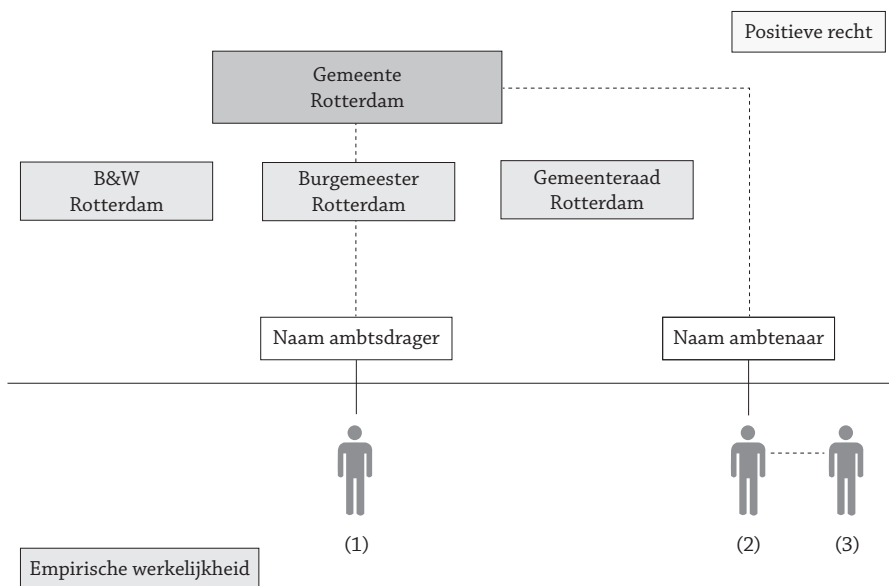 Positieve recht
Gemeente
Rotterdam
B&W
Rotterdam
Burgemeester
Rotterdam
Gemeenteraad
Rotterdam
Naam ambtsdrager
Naam ambtenaar
(1)
(2)
(3)
Empirische werkelijkheid